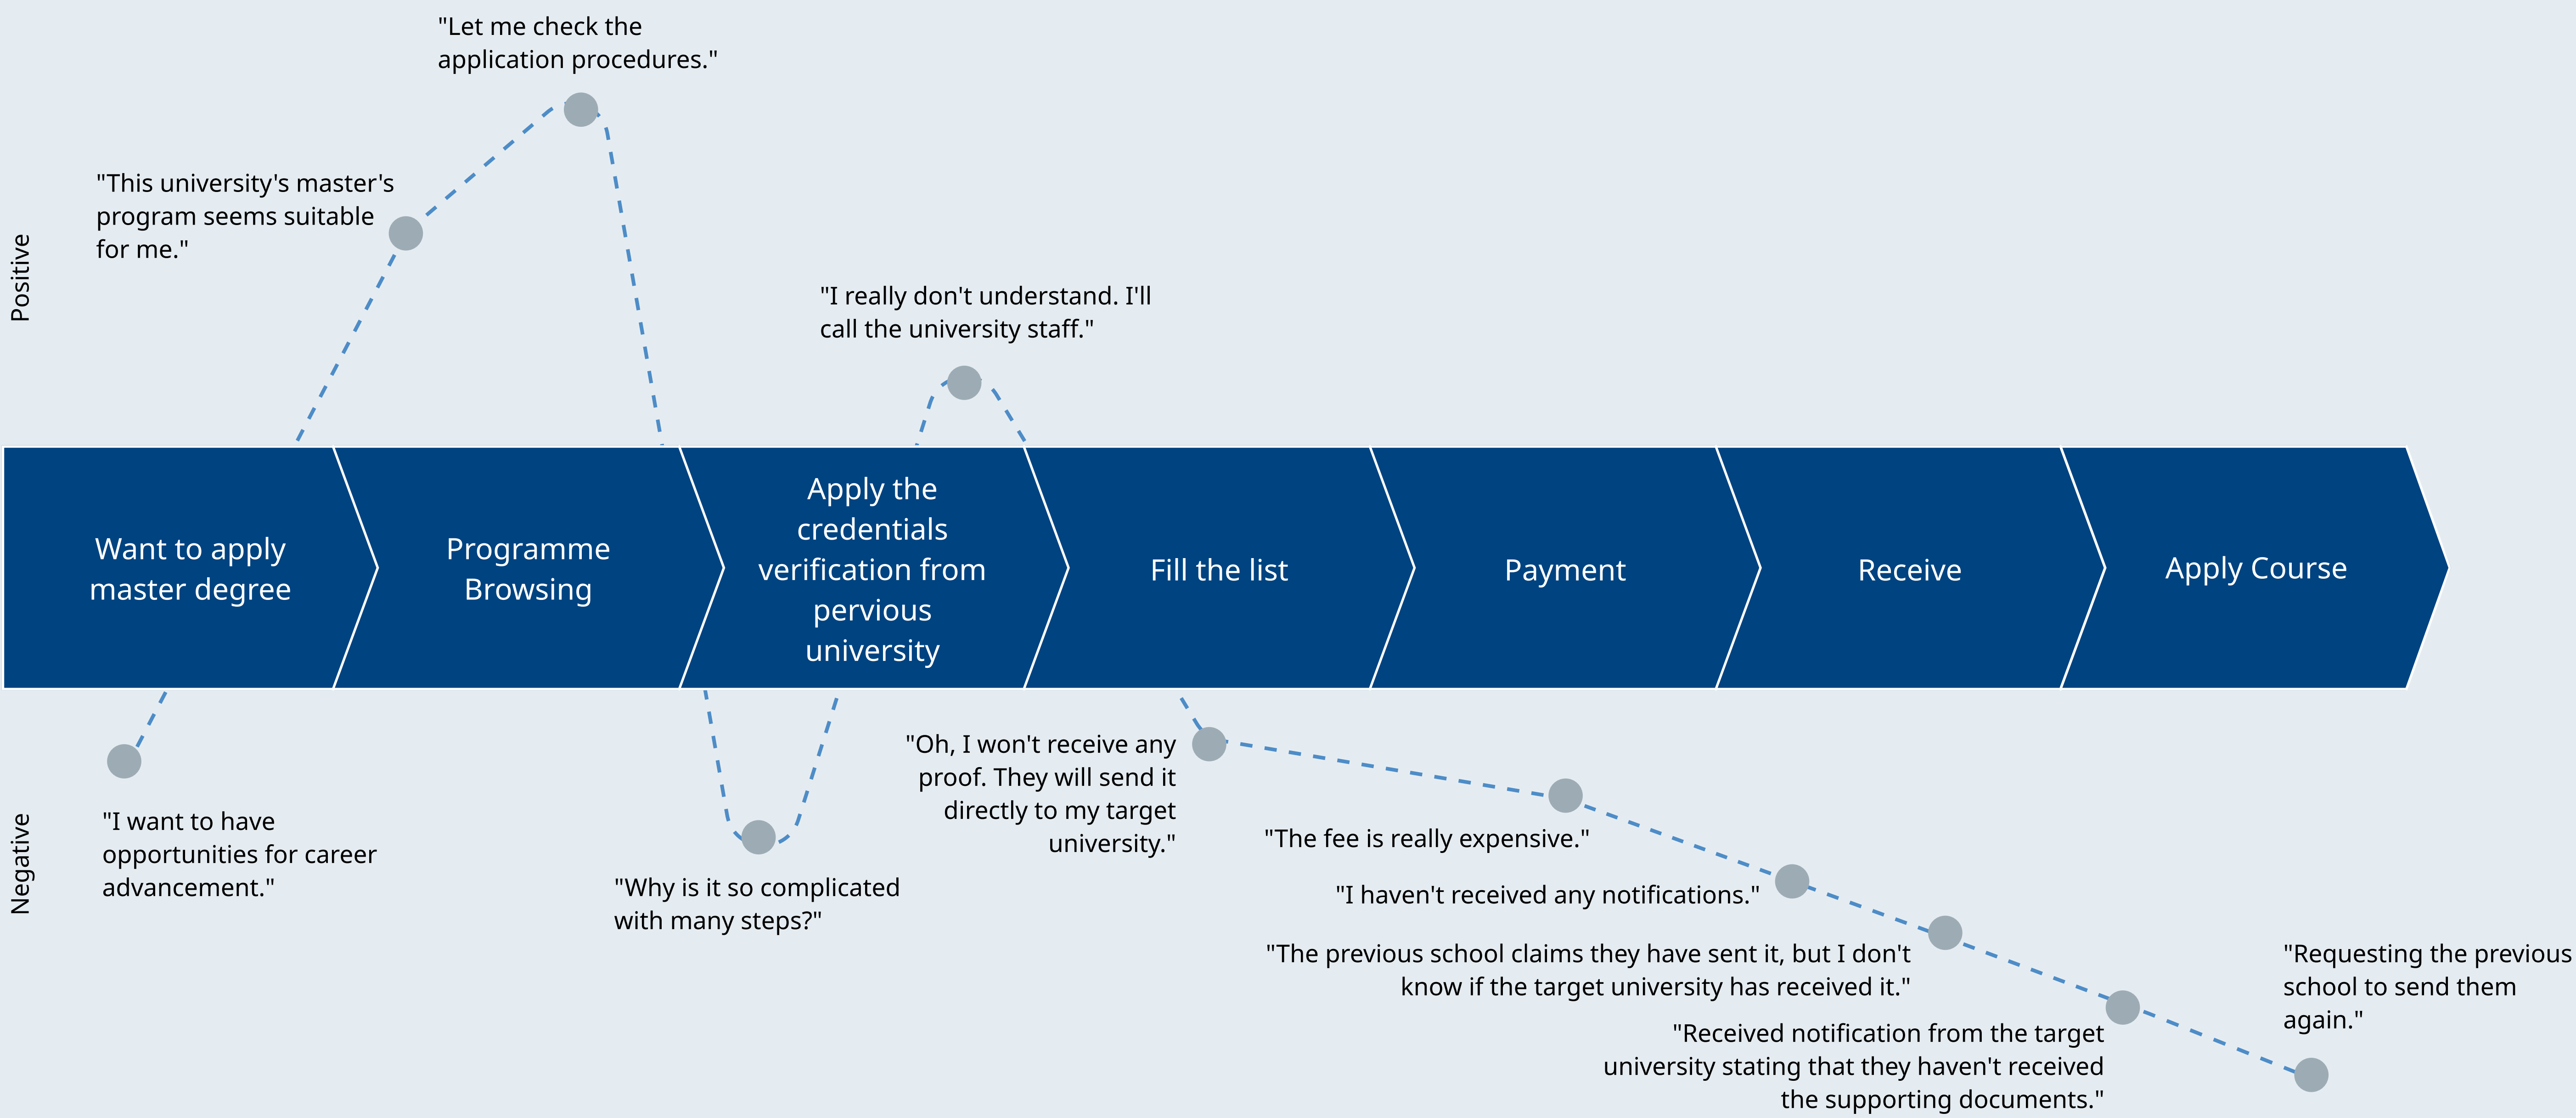 "Let me check the
application procedures."
"This university's master's
program seems suitable
for me."
Positive
"I really don't understand. I'll
call the university staff."
Want to apply
master degree
Programme
Browsing
Apply the
credentials
verification from
pervious
university
Fill the list
Payment
Receive
Apply Course
Negative
"I want to have
opportunities for career
advancement."
"Why is it so complicated
with many steps?"
"Oh, I won't receive any
proof. They will send it
directly to my target
university."
"The fee is really expensive."
"I haven't received any notifications."
"The previous school claims they have sent it, but I don't
know if the target university has received it."
"Received notification from the target
university stating that they haven't received
the supporting documents."
"Requesting the previous
school to send them
again."